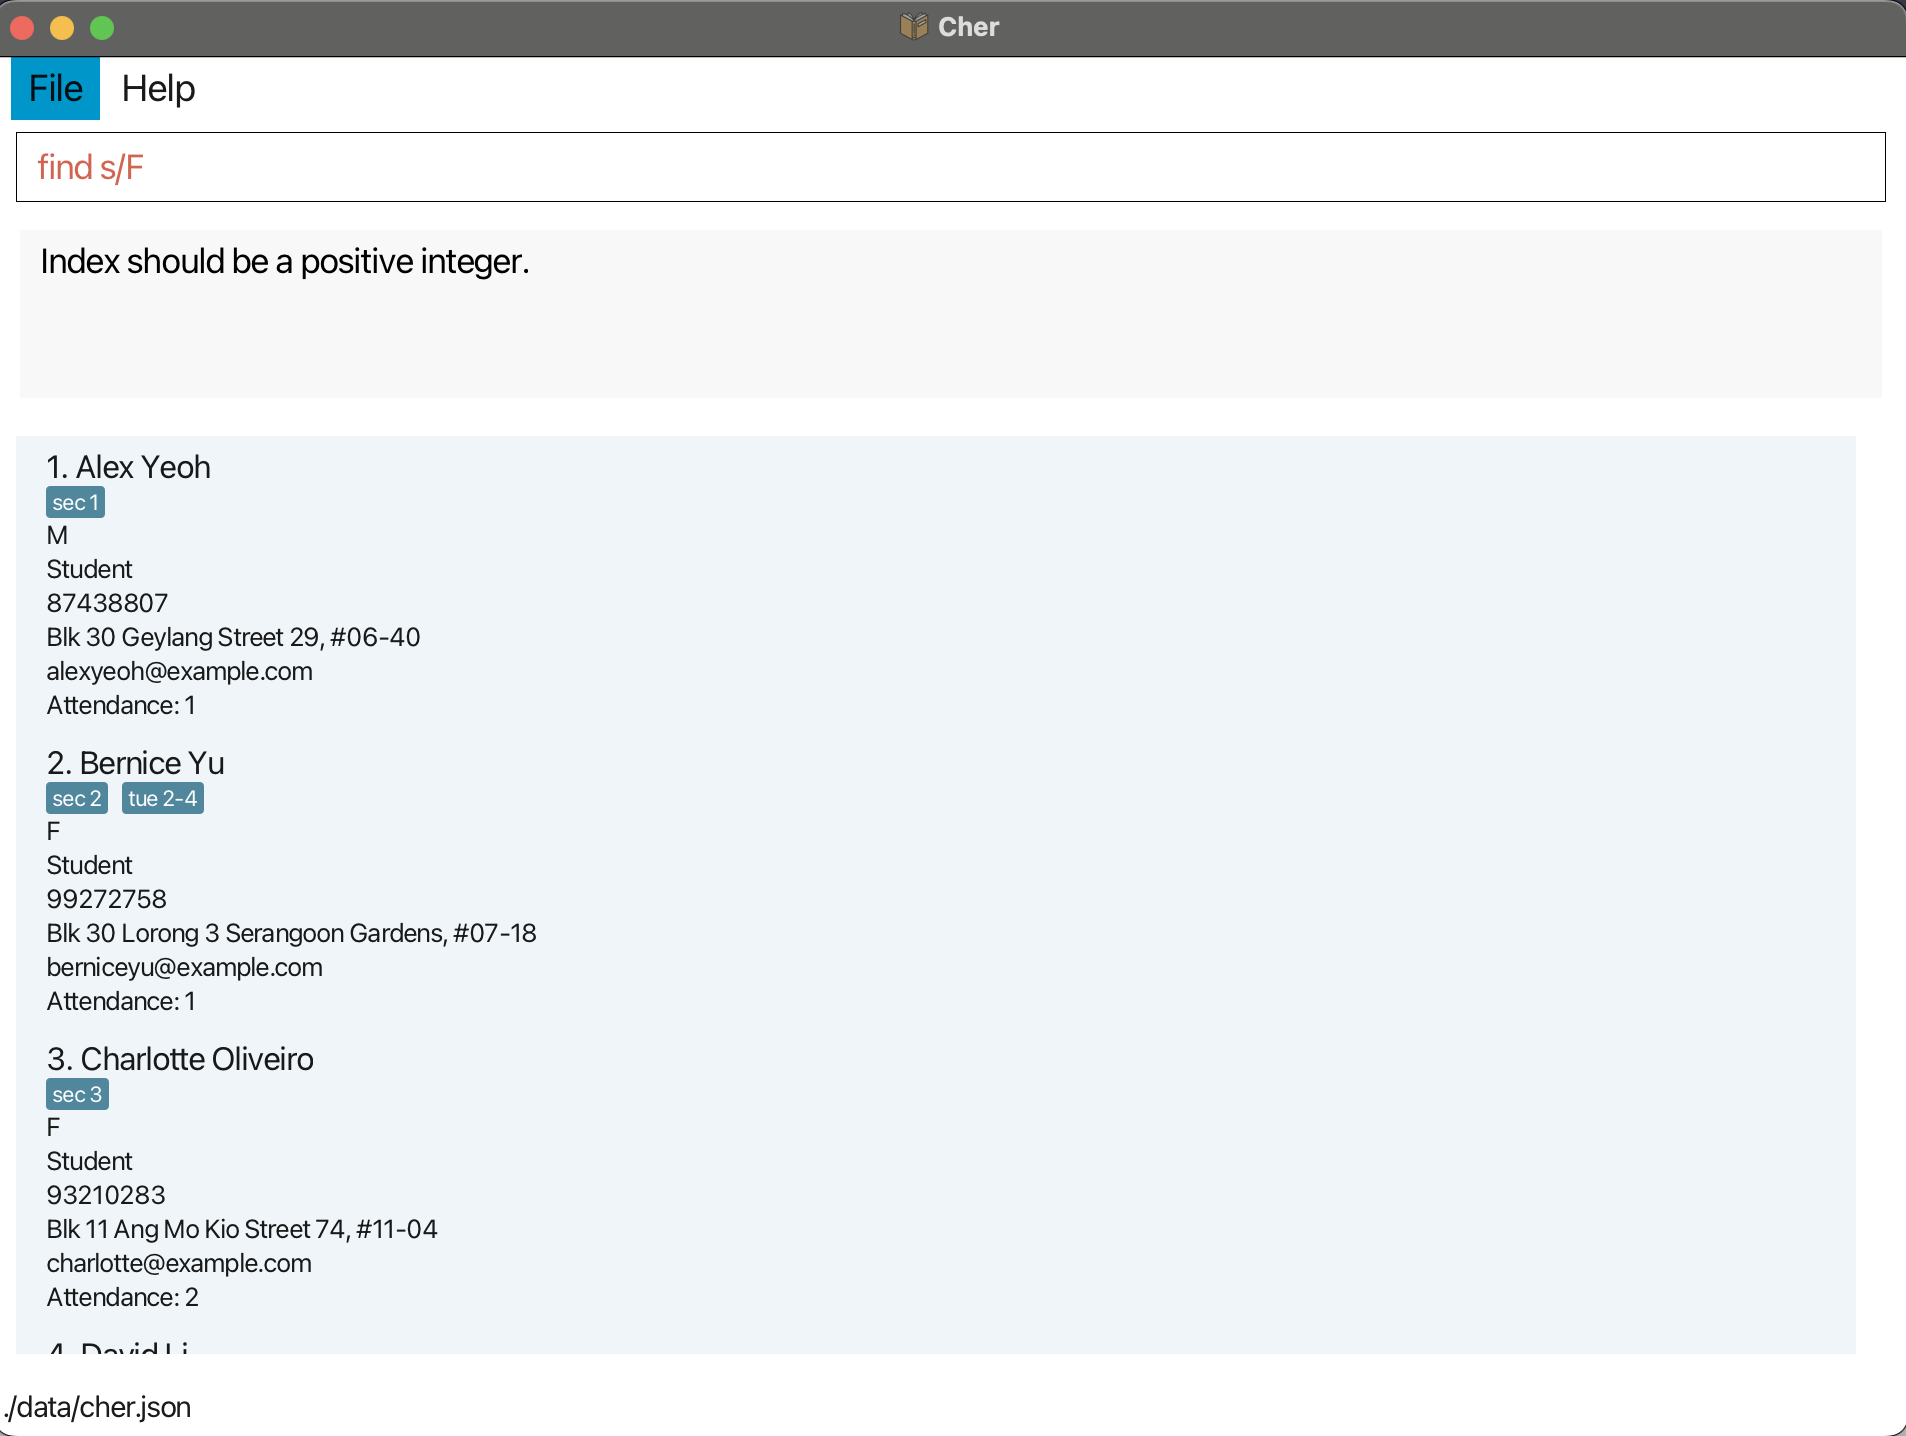 Cher
File Help
find s/F
Index should be a positive integer.
1. Alex Yeoh
sec 1
M
Student
87438807
Blk 30 Geylang Street 29, #06-40
alexyeoh@example.com
Attendance: 1
2. Bernice Yu
sec 2 tue 2-4
F
Student
99272758
Blk 30 Lorong 3 Serangoon Gardens, #07-18
berniceyu@example.com
Attendance: 1
3. Charlotte Oliveiro
sec 3
F
Student
93210283
Blk 11 Ang Mo Kio Street 74, #11-04
charlotte@example.com
Attendance: 2
4. David Li
./data/cher.json